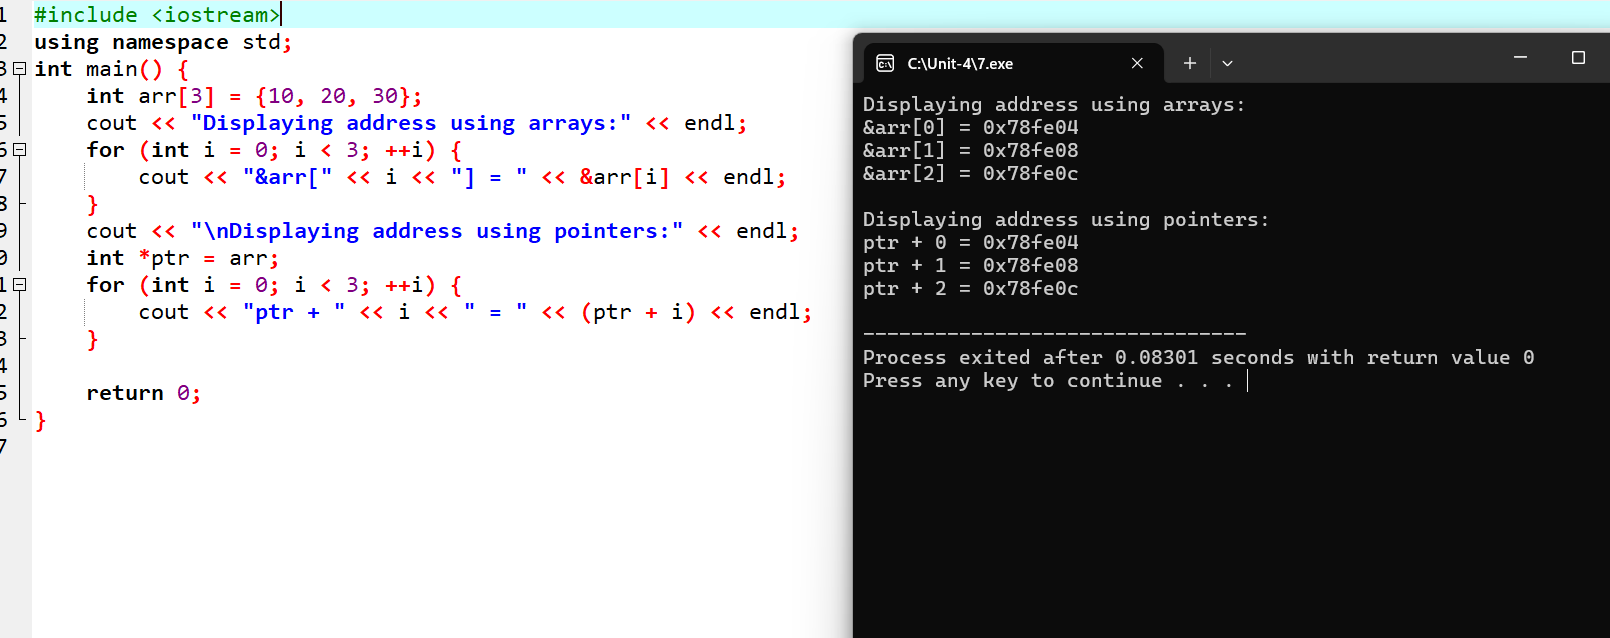 1 #include <iostream>
2 using namespace std;
3 int main() {
4     int arr[3] = {10, 20, 30};
5     cout << "Displaying address using arrays:" << endl;
6     for (int i = 0; i < 3; ++i) {
7         cout << "&arr[" << i << "] = " << &arr[i] << endl;
8     }
9     cout << "\nDisplaying address using pointers:" << endl;
0     int *ptr = arr;
1     for (int i = 0; i < 3; ++i) {
2         cout << "ptr + " << i << " = " << (ptr + i) << endl;
3     }
4
5     return 0;
6 }
7
C:\Unit-4\7.exe
Displaying address using arrays:
&arr[0] = 0x78fe04
&arr[1] = 0x78fe08
&arr[2] = 0x78fe0c

Displaying address using pointers:
ptr + 0 = 0x78fe04
ptr + 1 = 0x78fe08
ptr + 2 = 0x78fe0c

--------------------------------
Process exited after 0.08301 seconds with return value 0
Press any key to continue . . .